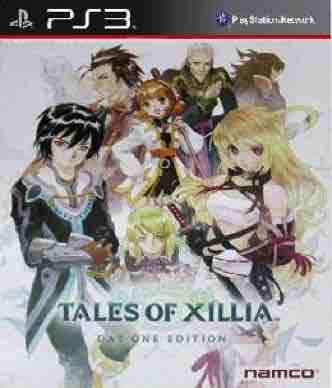 PS3
PlayStation Network
TALES OF XILLIA
DAY ONE EDITION
NAMCO